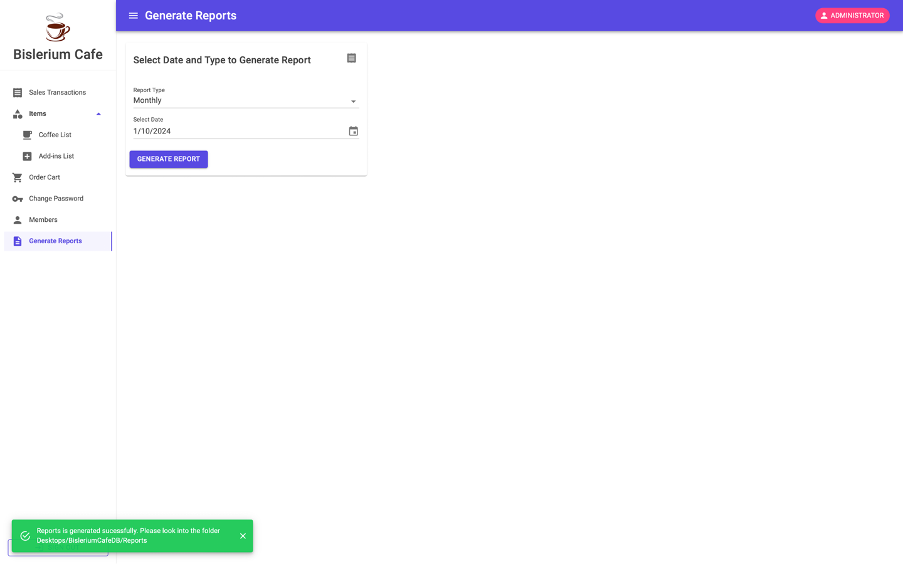 Bislerium Cafe
Sales Transactions
Items
Coffee List
Add-ins List
Order Cart
Change Password
Members
Generate Reports
Generate Reports
ADMINISTRATOR
Select Date and Type to Generate Report
Report Type
Monthly
Select Date
1/10/2024
GENERATE REPORT
Reports is generated sucessfully. Please look into the folder
Desktops/BisleriumCafeDB/Reports